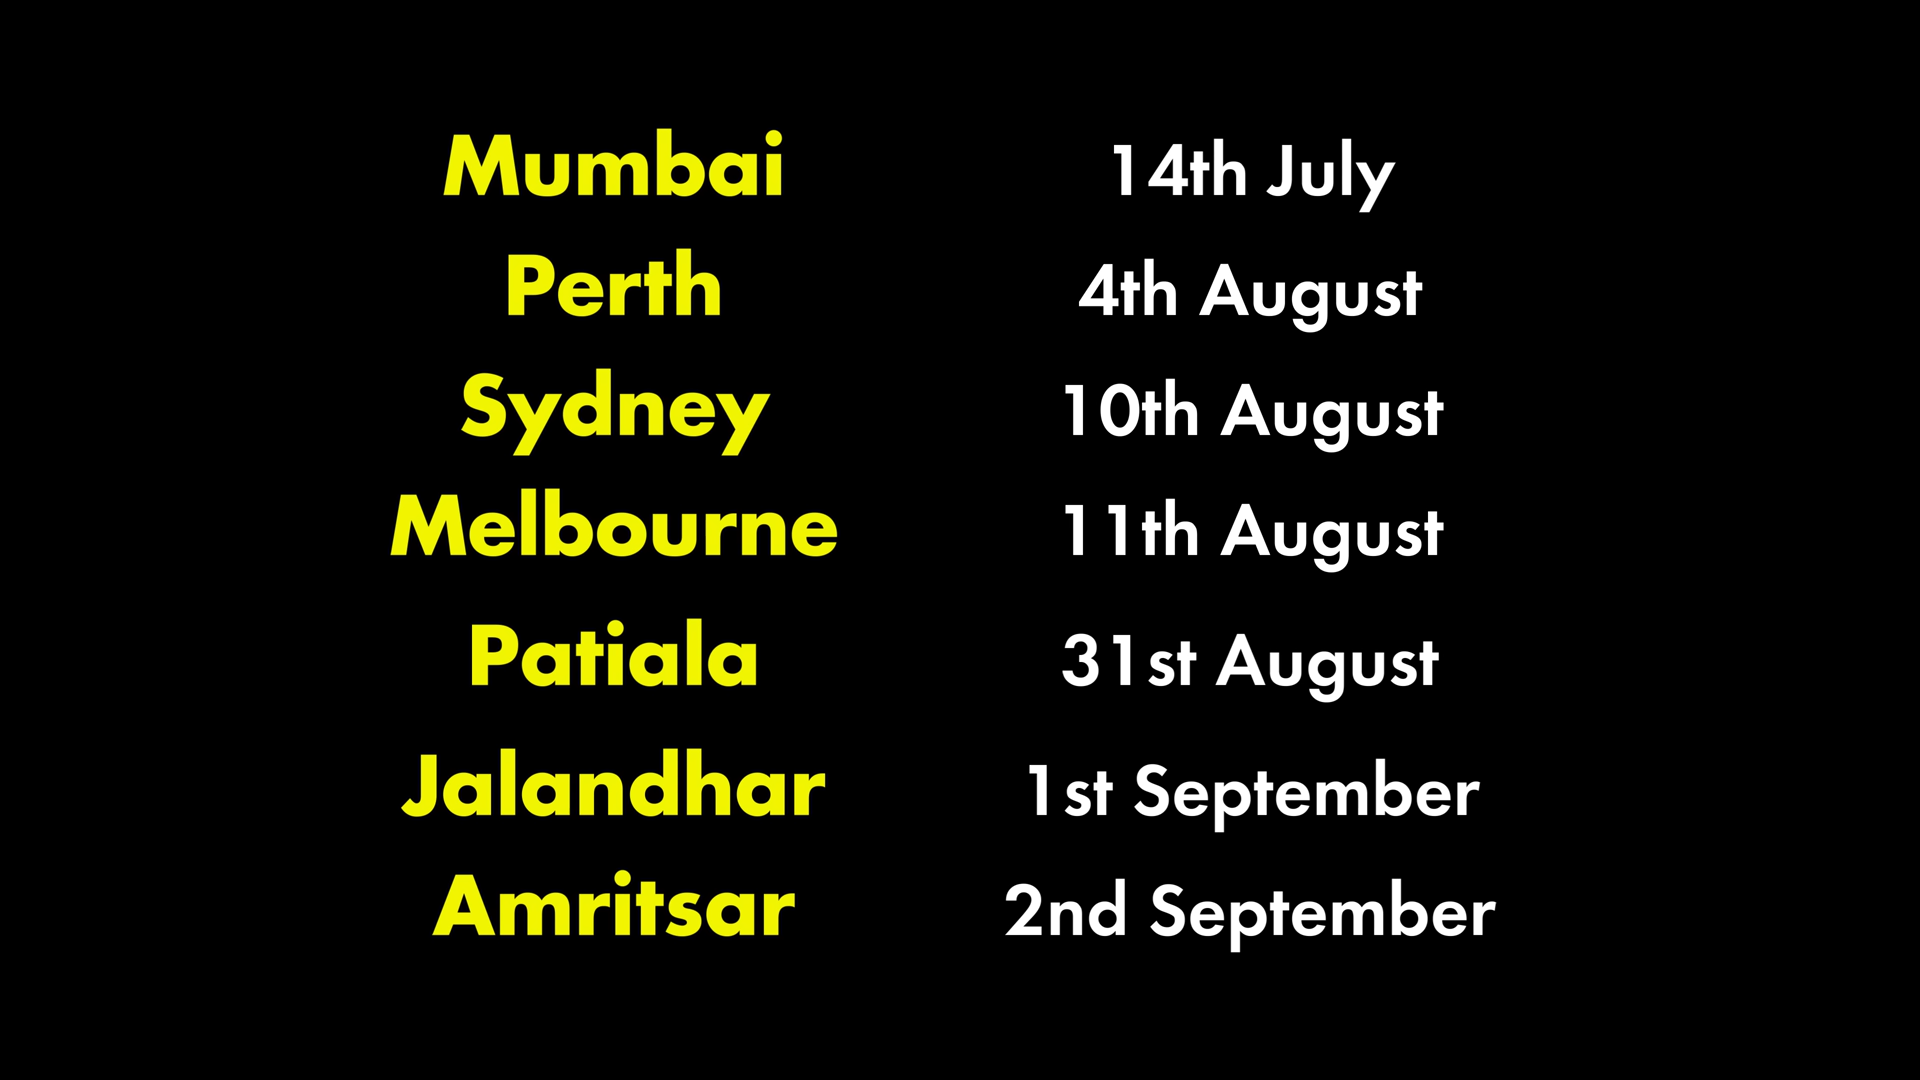 Mumbai 14th July
Perth 4th August
Sydney 10th August
Melbourne 11th August
Patiala 31st August
Jalandhar 1st September
Amritsar 2nd September